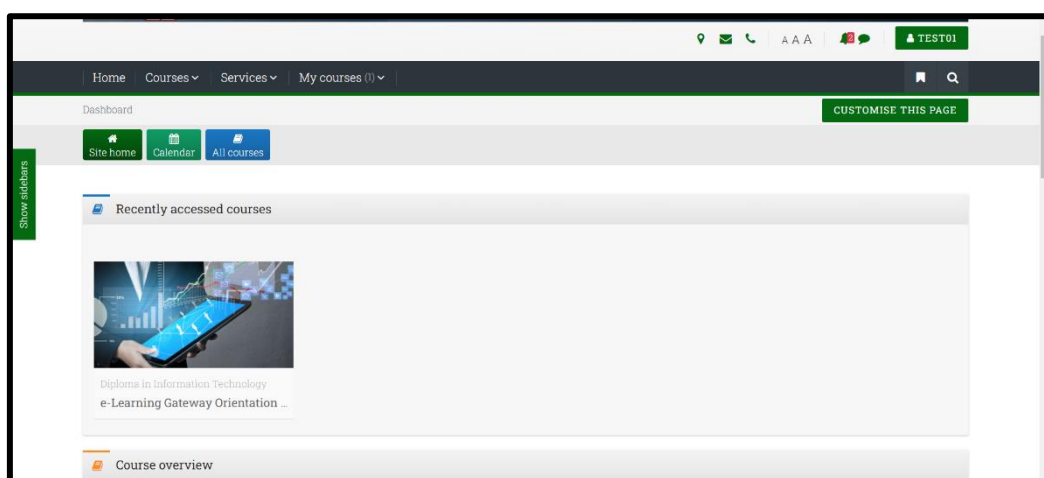 A A A 2 TEST01
Home Courses Services My courses (1)
Dashboard CUSTOMISE THIS PAGE
Site home Calendar All courses
Show sidebars
Recently accessed courses
Diploma in Information Technology
e-Learning Gateway Orientation ...
Course overview